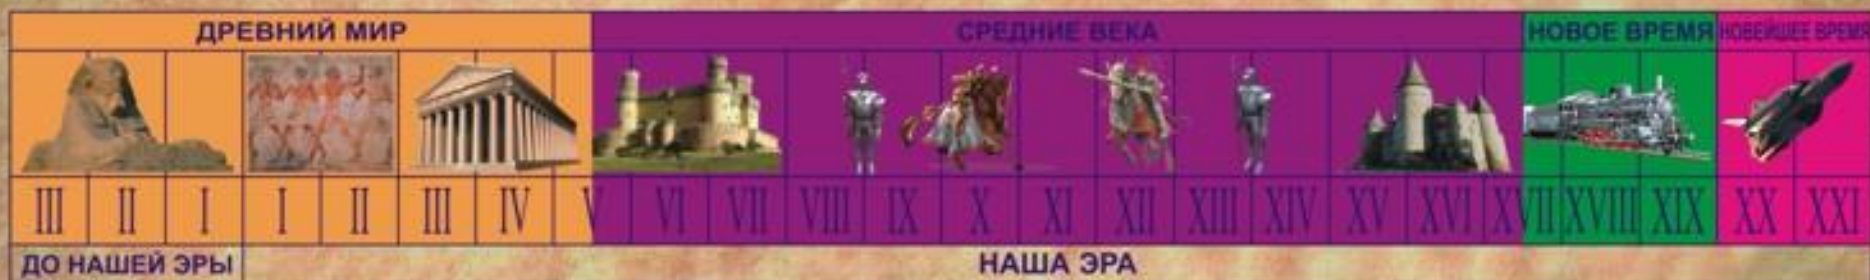 ДРЕВНИЙ МИР СРЕДНИЕ ВЕКА НОВОЕ ВРЕМЯ НОВЕЙШЕЕ ВРЕМЯ
III II I I II III IV V VI VII VIII IX X XI XII XIII XIV XV XVI XVII XVIII XIX XX XXI
ДО НАШЕЙ ЭРЫ НАША ЭРА